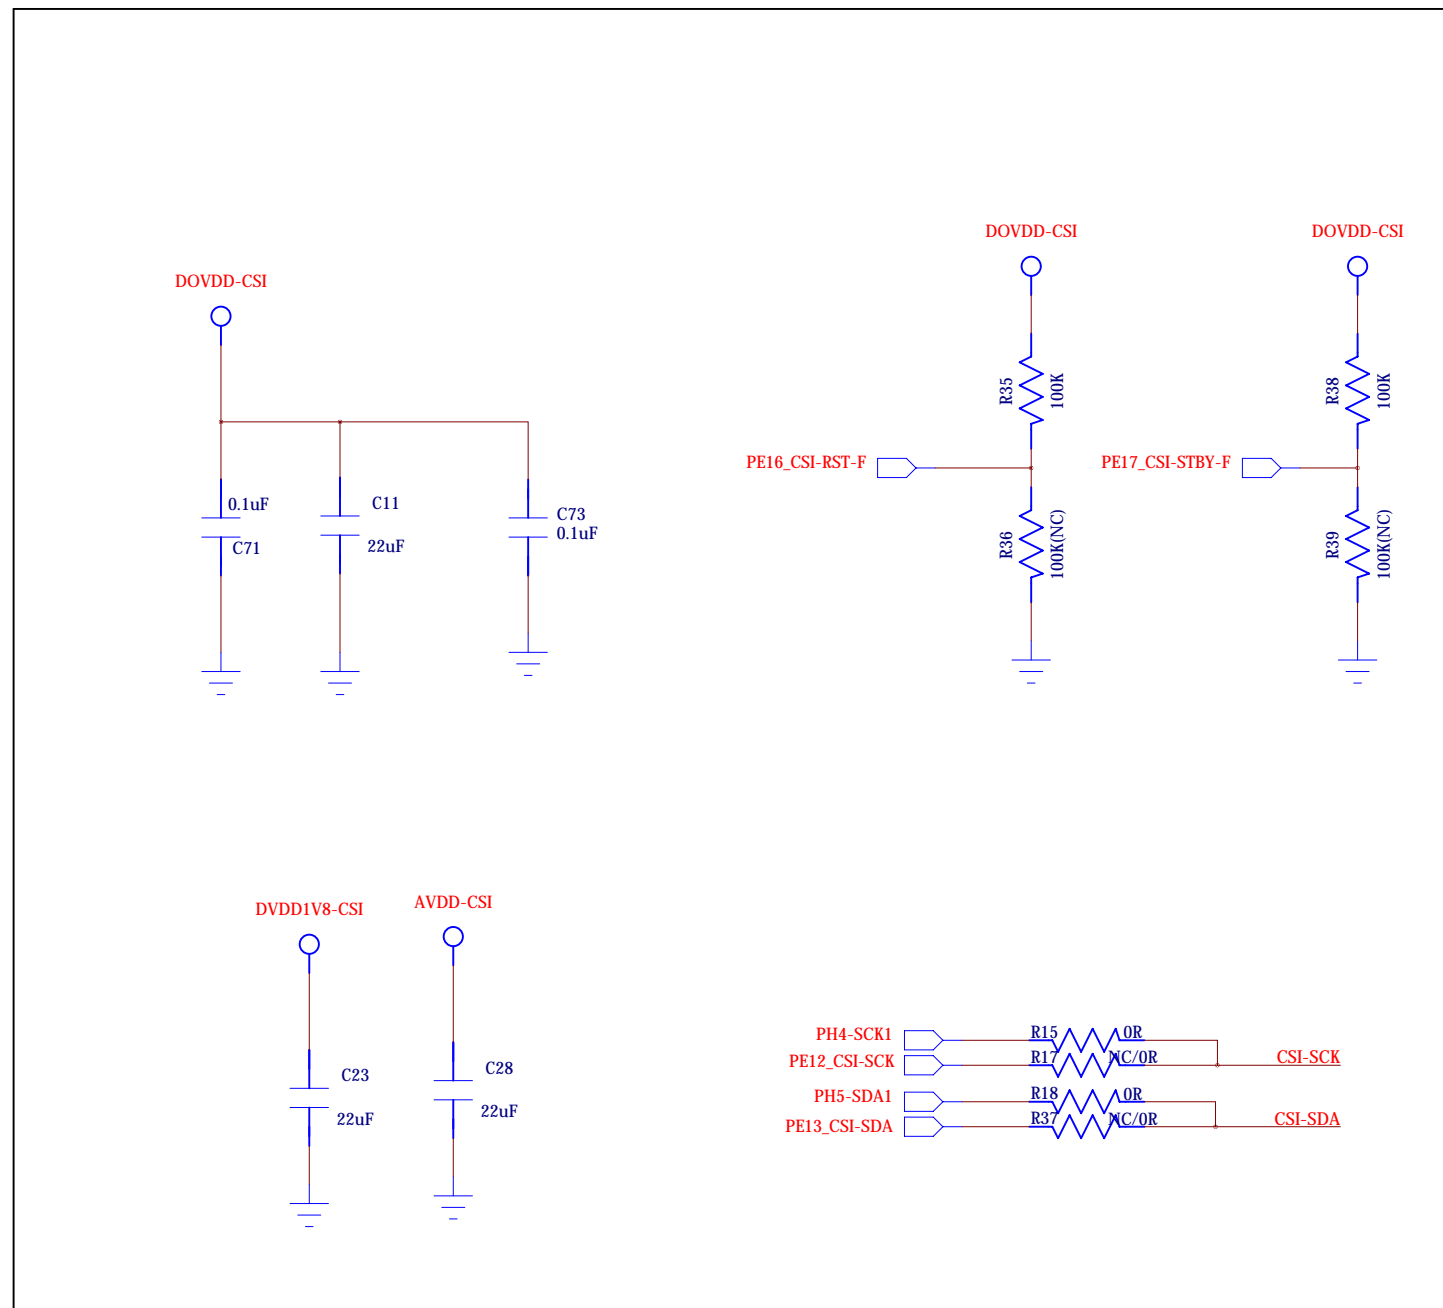 DOVDD-CSI
DOVDD-CSI
DOVDD-CSI
R35
100K
R38
100K
PE16_CSI-RST-F
PE17_CSI-STBY-F
0.1uF
C71
C11
22uF
C73
0.1uF
R36
100K(NC)
R39
100K(NC)
DVDD1V8-CSI
AVDD-CSI
C23
22uF
C28
22uF
PH4-SCK1
R15
0R
PE12_CSI-SCK
R17
NC/0R
CSI-SCK
PH5-SDA1
R18
0R
PE13_CSI-SDA
R37
NC/0R
CSI-SDA